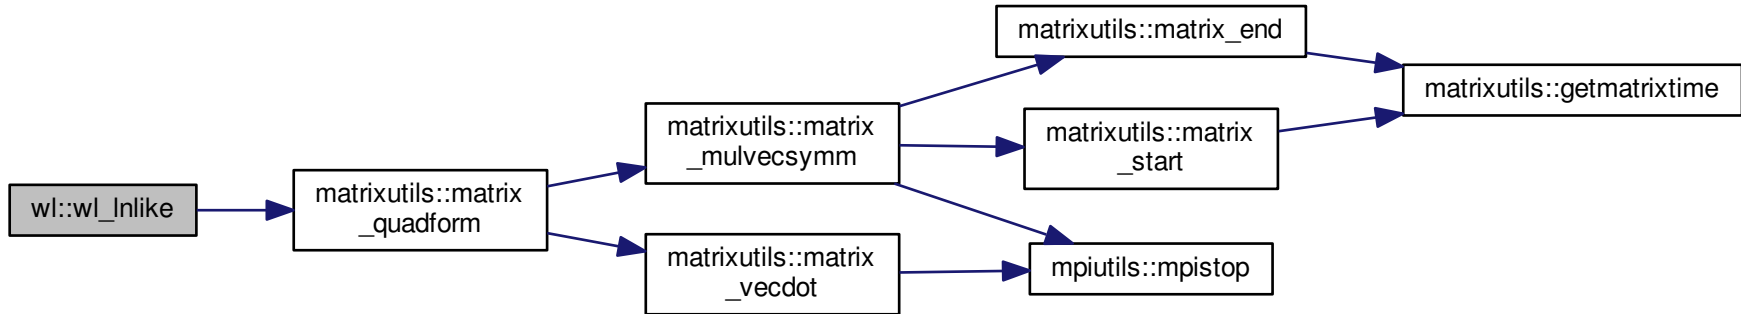 wl::wl_lnlike
matrixutils::matrix
_quadform
matrixutils::matrix
_mulvecsymm
matrixutils::matrix
_vecdot
matrixutils::matrix_end
matrixutils::matrix
_start
mpiutils::mpistop
matrixutils::getmatrixtime